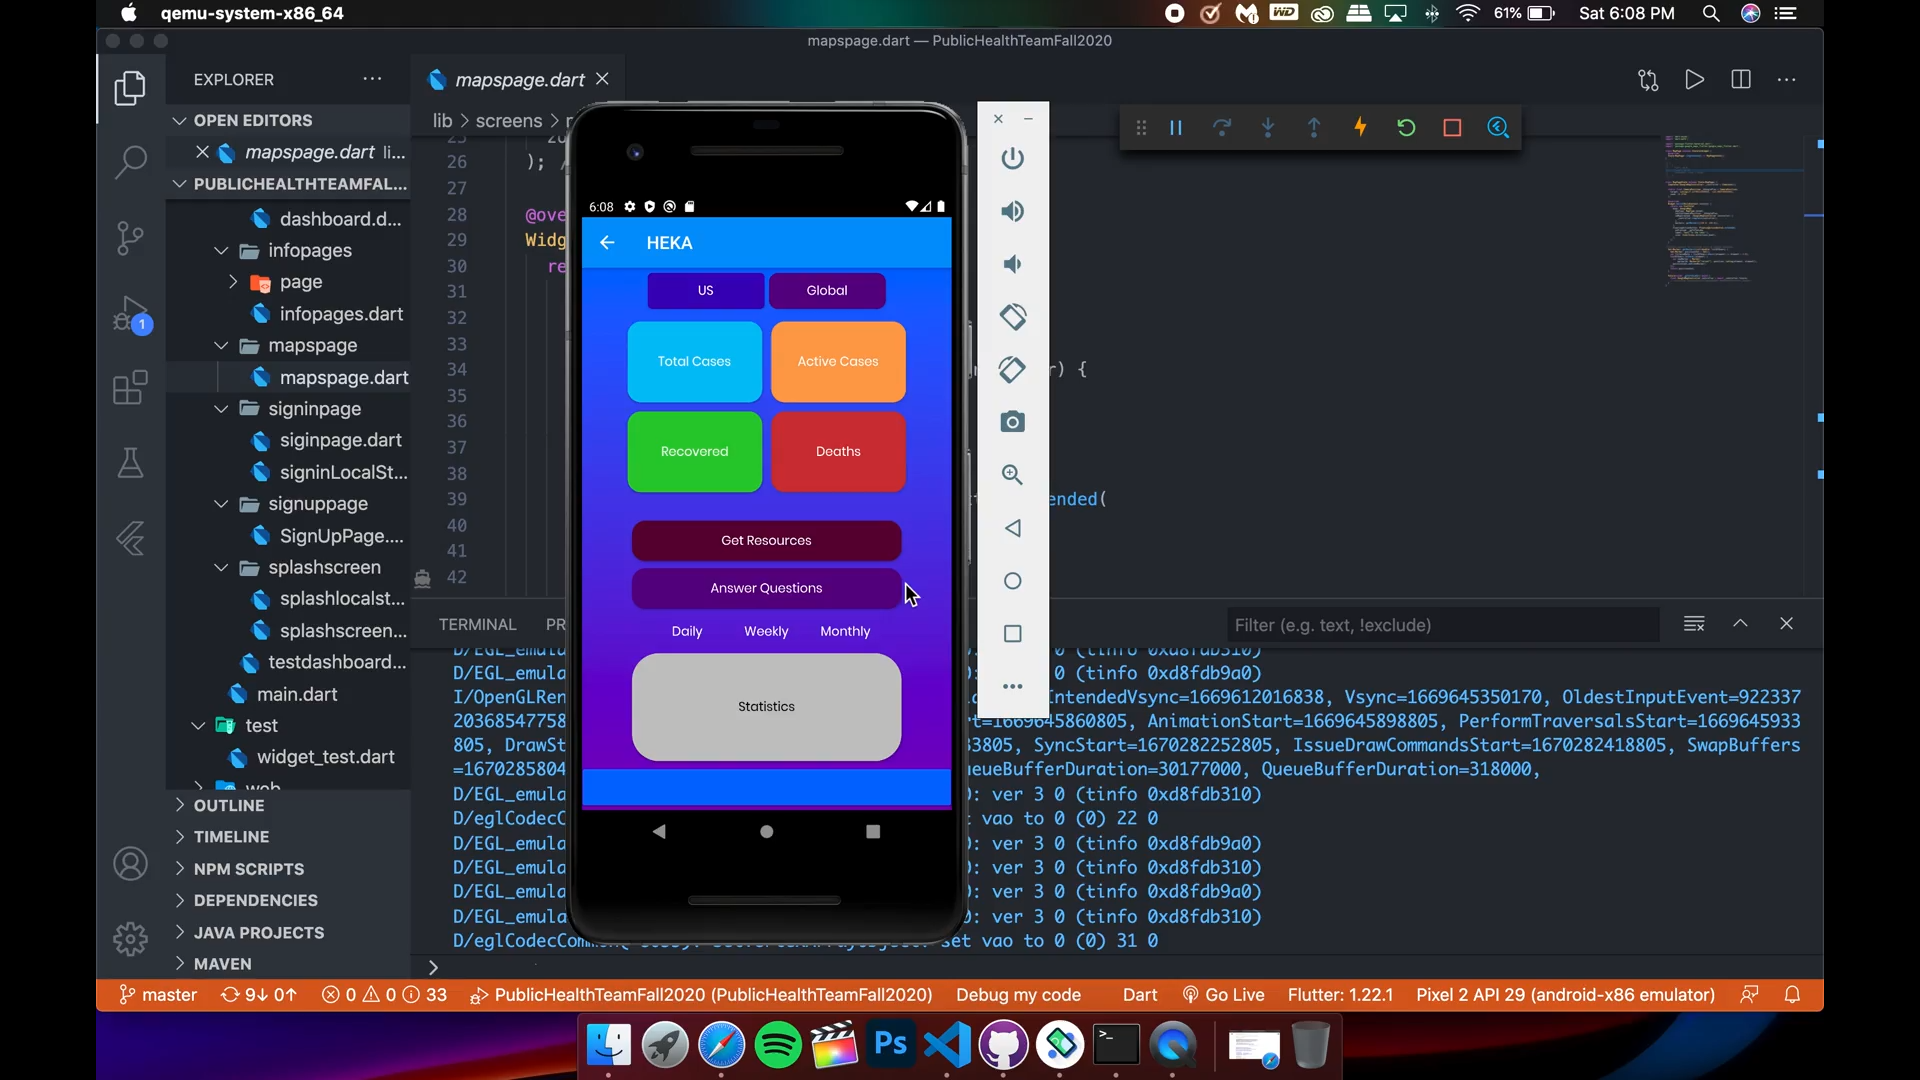 qemu-system-x86_64
61%
Sat 6:08 PM
mapspage.dart — PublicHealthTeamFall2020
EXPLORER
mapspage.dart
OPEN EDITORS
mapspage.dart li...
PUBLICHEALTHTEAMFAL...
dashboard.d...
infopages
page
infopages.dart
mapspage
mapspage.dart
signinpage
siginpage.dart
signinLocalSt...
signuppage
SignUpPage....
splashscreen
splashlocalst...
splashscreen...
testdashboard...
main.dart
test
widget_test.dart
web
OUTLINE
TIMELINE
NPM SCRIPTS
DEPENDENCIES
JAVA PROJECTS
MAVEN
1
lib > screens >
26 ); /
27
28 @ove
29 Widg
30 re
31
32
33
34 r) {
35
36
37
38
39 ended(
40
41
42
6:08
HEKA
US
Global
Total Cases
Active Cases
Recovered
Deaths
Get Resources
Answer Questions
Daily
Weekly
Monthly
Statistics
TERMINAL
PR
Filter (e.g. text, !exclude)
D/EGL_emula ): ver 3 0 (tinfo 0xd8fdb310)
D/EGL_emula 0 (tinfo 0xd8fdb9a0)
I/OpenGLRen IntendedVsync=1669612016838, Vsync=1669645350170, OldestInputEvent=922337
20368547758 t=1669645860805, AnimationStart=1669645898805, PerformTraversalsStart=1669645933
805, DrawSt 33805, SyncStart=1670282252805, IssueDrawCommandsStart=1670282418805, SwapBuffers
=1670285804 ueueBufferDuration=30177000, QueueBufferDuration=318000,
D/EGL_emula ): ver 3 0 (tinfo 0xd8fdb310)
D/eglCodecC t vao to 0 (0) 22 0
D/EGL_emula ): ver 3 0 (tinfo 0xd8fdb9a0)
D/EGL_emula ): ver 3 0 (tinfo 0xd8fdb310)
D/EGL_emula ): ver 3 0 (tinfo 0xd8fdb9a0)
D/EGL_emula ): ver 3 0 (tinfo 0xd8fdb310)
D/eglCodecCom set vao to 0 (0) 31 0
master
9↓ 0↑
0
0
33
PublicHealthTeamFall2020 (PublicHealthTeamFall2020)
Debug my code
Dart
Go Live
Flutter: 1.22.1
Pixel 2 API 29 (android-x86 emulator)
Ps